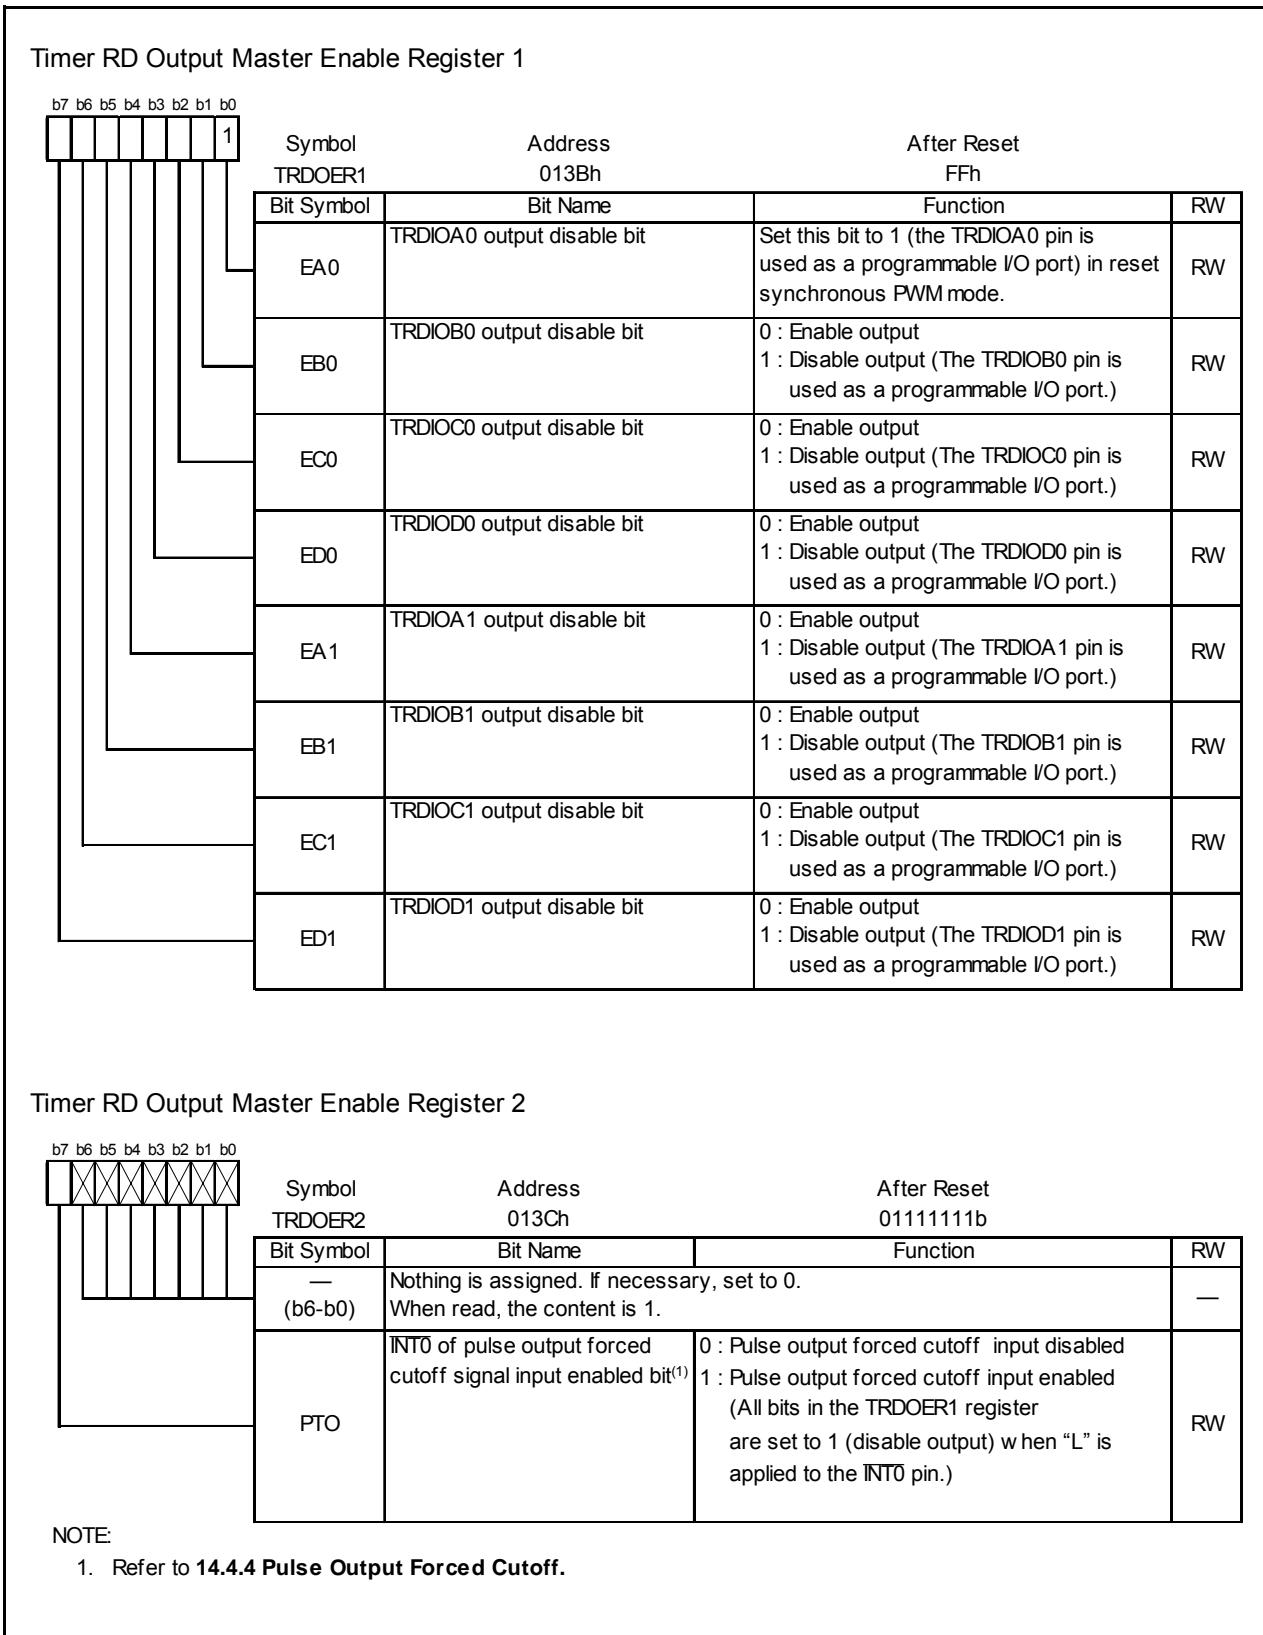 Timer RD Output Master Enable Register 1
b7 b6 b5 b4 b3 b2 b1 b0
1
Symbol Address After Reset
TRDOER1 013Bh FFh
Bit Symbol Bit Name Function RW
EA0 TRDIOA0 output disable bit Set this bit to 1 (the TRDIOA0 pin is
used as a programmable I/O port) in reset
synchronous PWM mode. RW
EB0 TRDIOB0 output disable bit 0 : Enable output
1 : Disable output (The TRDIOB0 pin is
used as a programmable I/O port.) RW
EC0 TRDIOC0 output disable bit 0 : Enable output
1 : Disable output (The TRDIOC0 pin is
used as a programmable I/O port.) RW
ED0 TRDIOD0 output disable bit 0 : Enable output
1 : Disable output (The TRDIOD0 pin is
used as a programmable I/O port.) RW
EA1 TRDIOA1 output disable bit 0 : Enable output
1 : Disable output (The TRDIOA1 pin is
used as a programmable I/O port.) RW
EB1 TRDIOB1 output disable bit 0 : Enable output
1 : Disable output (The TRDIOB1 pin is
used as a programmable I/O port.) RW
EC1 TRDIOC1 output disable bit 0 : Enable output
1 : Disable output (The TRDIOC1 pin is
used as a programmable I/O port.) RW
ED1 TRDIOD1 output disable bit 0 : Enable output
1 : Disable output (The TRDIOD1 pin is
used as a programmable I/O port.) RW
Timer RD Output Master Enable Register 2
b7 b6 b5 b4 b3 b2 b1 b0
Symbol Address After Reset
TRDOER2 013Ch 01111111b
Bit Symbol Bit Name Function RW
— Nothing is assigned. If necessary, set to 0.
(b6-b0) When read, the content is 1. —
PTO INT0 of pulse output forced
cutoff signal input enabled bit(1)
0 : Pulse output forced cutoff input disabled
1 : Pulse output forced cutoff input enabled
(All bits in the TRDOER1 register
are set to 1 (disable output) when “L” is
applied to the INT0 pin.) RW
NOTE:
1. Refer to 14.4.4 Pulse Output Forced Cutoff.